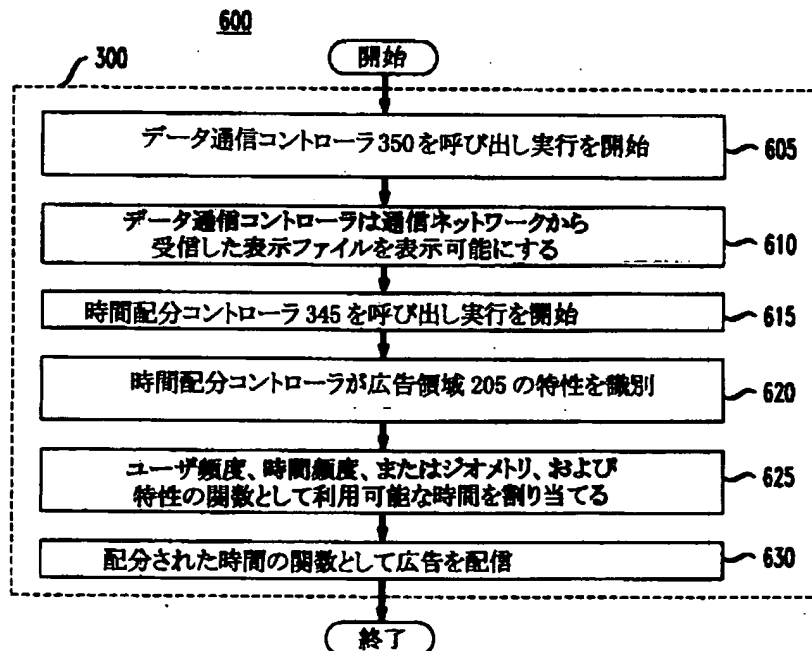 600
300
開始
データ通信コントローラ350を呼び出し実行を開始
605
データ通信コントローラは通信ネットワークから
受信した表示ファイルを表示可能にする
610
時間配分コントローラ345を呼び出し実行を開始
615
時間配分コントローラが広告領域205の特性を識別
620
ユーザ頻度、時間頻度、またはジオメトリ、および
特性の関数として利用可能な時間を割り当てる
625
配分された時間の関数として広告を配信
630
終了